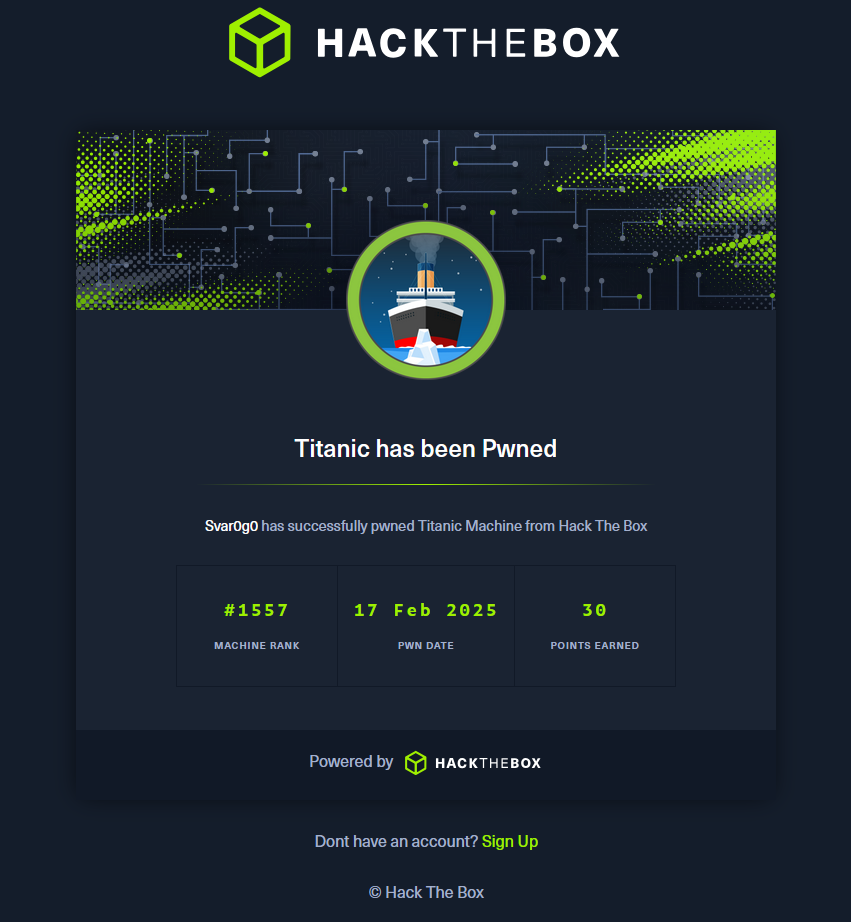 HACKTHEBOX
Titanic has been Pwned
Svar0g0 has successfully pwned Titanic Machine from Hack The Box
#1557
MACHINE RANK
17 Feb 2025
PWN DATE
30
POINTS EARNED
Powered by HACKTHEBOX
Dont have an account? Sign Up
© Hack The Box